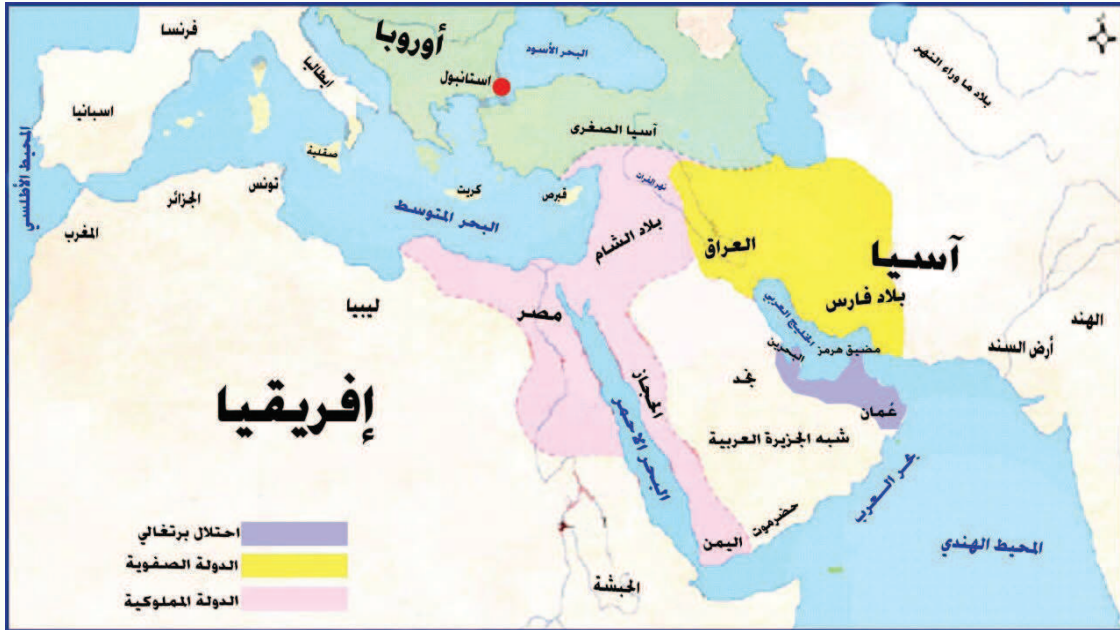 فرنسا
أوروبا
البحر الأسود
إيطاليا
استانبول
بلاد ما وراء النهر
اسبانيا
آسيا الصغرى
المحيط الأطلسي
صقلية
تونس
كريت
قبرص
نهر الفرات
الجزائر
البحر المتوسط
بلاد الشام
العراق
آسيا
المغرب
بلاد فارس
ليبيا
مصر
الخليج العربي
الهند
أرض السند
مضيق هرمز
البحرين
نجد
الحجاز
إفريقيا
عُمان
شبه الجزيرة العربية
البحر الأحمر
بحر العرب
حضرموت
اليمن
المحيط الهندي
الحبشة
احتلال برتغالي
الدولة الصفوية
الدولة المملوكية